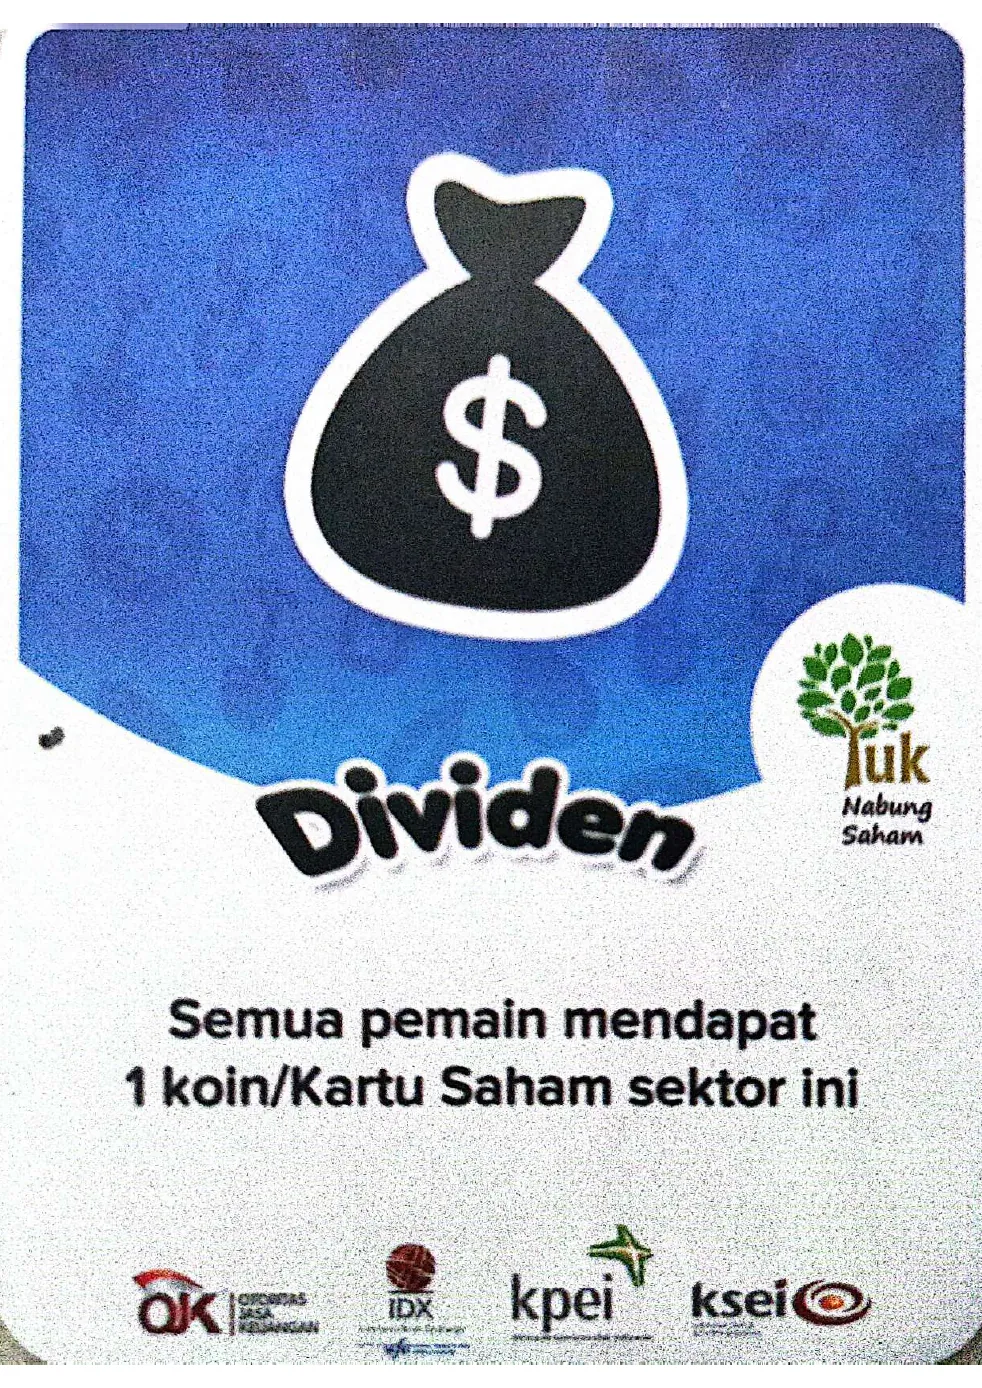 $
Yuk
Nabung
Saham
Dividen
Semua pemain mendapat
1 koin/Kartu Saham sektor ini
OJK OTORITAS
JASA
KEUANGAN
IDX
kpei
ksei